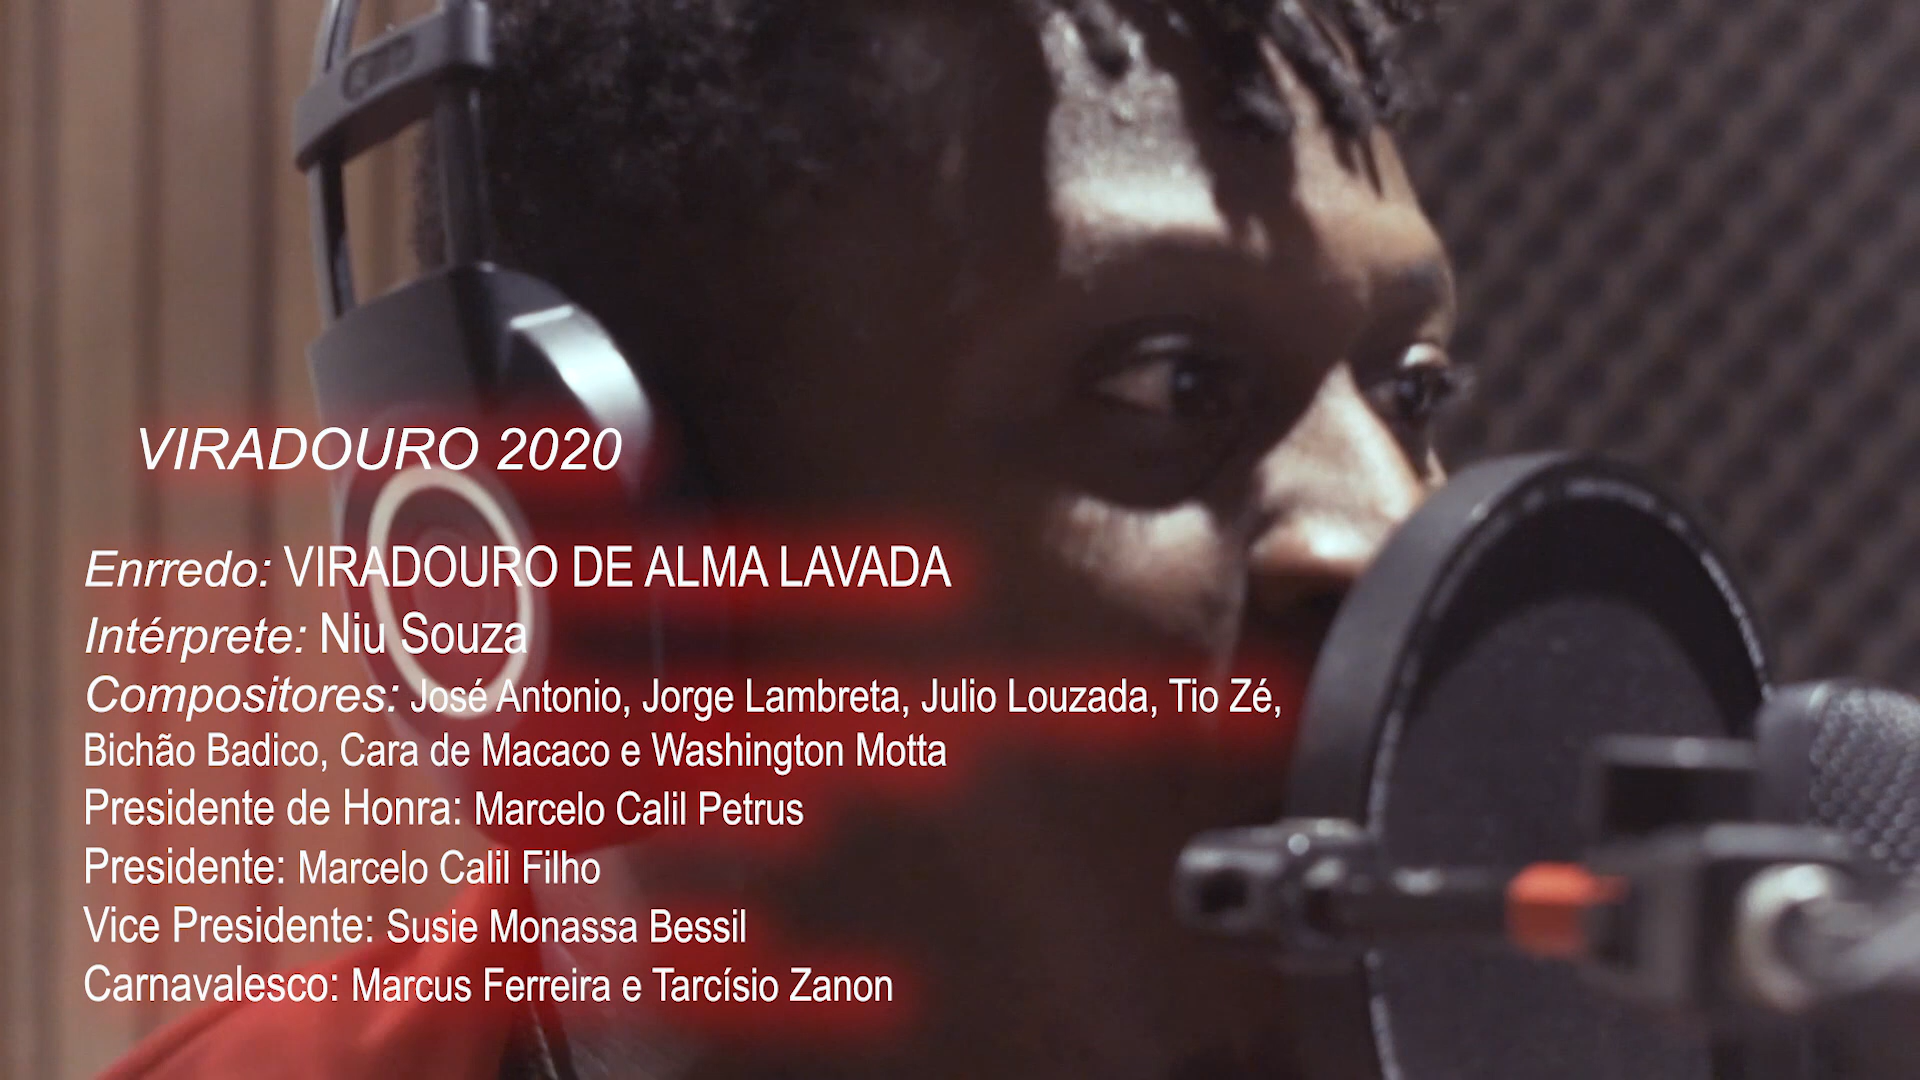 VIRADOURO 2020
Enrredo: VIRADOURO DE ALMA LAVADA
Intérprete: Niu Souza
Compositores: José Antonio, Jorge Lambreta, Julio Louzada, Tio Zé,
Bichão Badico, Cara de Macaco e Washington Motta
Presidente de Honra: Marcelo Calil Petrus
Presidente: Marcelo Calil Filho
Vice Presidente: Susie Monassa Bessil
Carnavalesco: Marcus Ferreira e Tarcísio Zanon